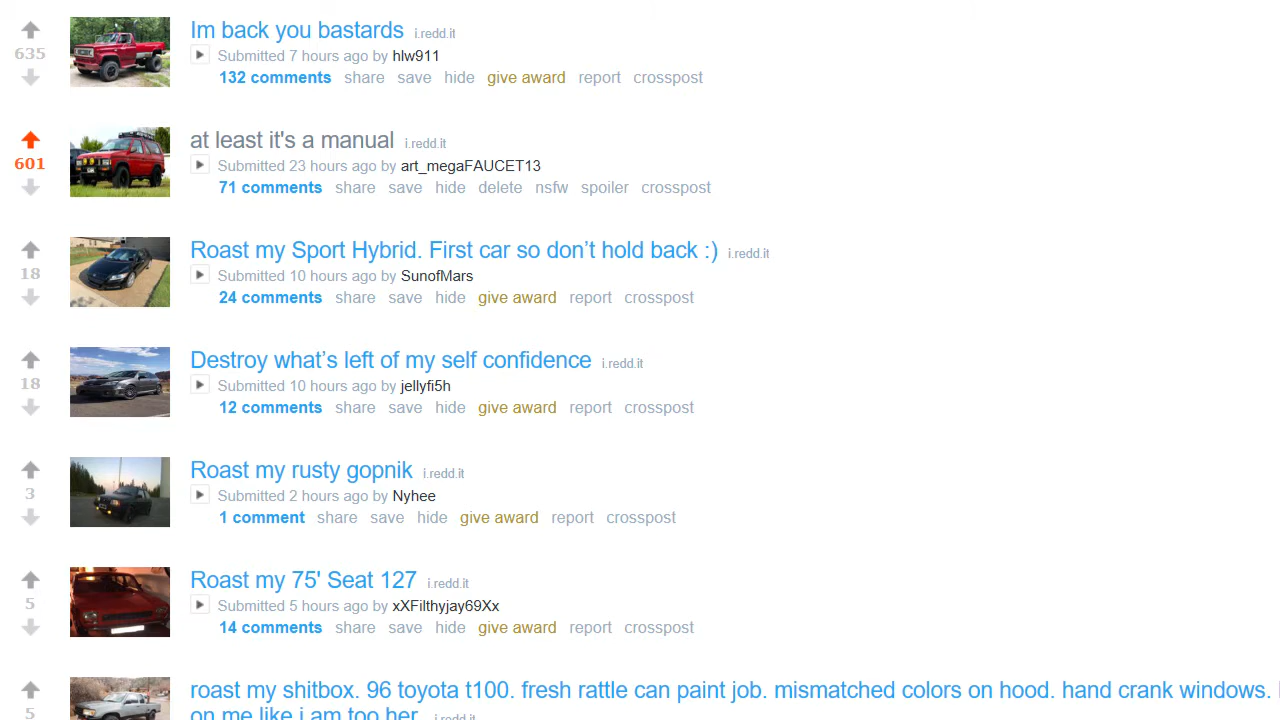 Im back you bastards i.redd.it
635
Submitted 7 hours ago by hlw911
132 comments share save hide give award report crosspost
at least it's a manual i.redd.it
601
Submitted 23 hours ago by art_megaFAUCET13
71 comments share save hide delete nsfw spoiler crosspost
Roast my Sport Hybrid. First car so don’t hold back :) i.redd.it
18
Submitted 10 hours ago by SunofMars
24 comments share save hide give award report crosspost
Destroy what’s left of my self confidence i.redd.it
18
Submitted 10 hours ago by jellyfi5h
12 comments share save hide give award report crosspost
Roast my rusty gopnik i.redd.it
3
Submitted 2 hours ago by Nyhee
1 comment share save hide give award report crosspost
Roast my 75' Seat 127 i.redd.it
5
Submitted 5 hours ago by xXFilthyjay69Xx
14 comments share save hide give award report crosspost
roast my shitbox. 96 toyota t100. fresh rattle can paint job. mismatched colors on hood. hand crank windows.
5
on me like i am too her i.redd.it